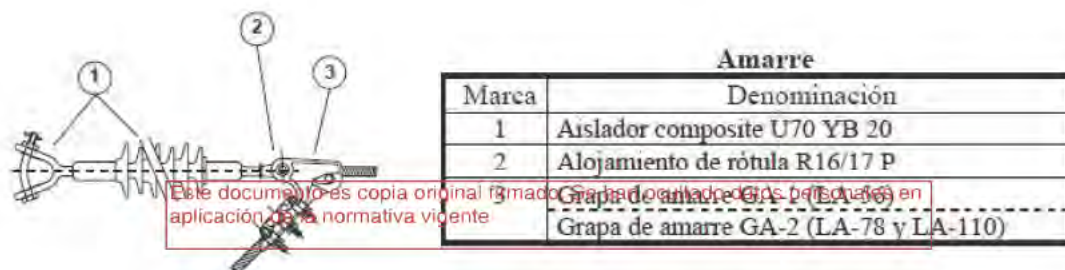 2
3
1
Amarre
Marca Denominación
1 Aislador composite U70 YB 20
2 Alojamiento de rótula R16/17 P
3 Grapa de amarre GA-1 (LA-56)
Grapa de amarre GA-2 (LA-78 y LA-110)
Este documento es copia original firmado. Se han ocultado datos personales en
aplicación de la normativa vigente